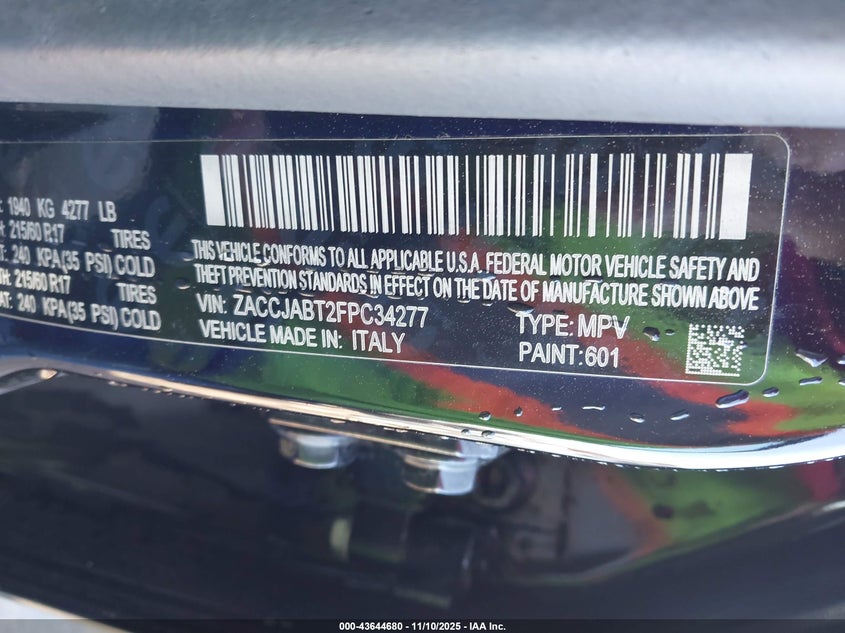 : 1940 KG 4277 LB
H: 215/60 R17 TIRES
AT: 240 KPA(35 PSI) COLD
TH: 215/60 R17 TIRES
AT: 240 KPA(35 PSI) COLD
THIS VEHICLE CONFORMS TO ALL APPLICABLE U.S.A. FEDERAL MOTOR VEHICLE SAFETY AND
THEFT PREVENTION STANDARDS IN EFFECT ON THE DATE OF MANUFACTURE SHOWN ABOVE
VIN: ZACCJABT2FPC34277 TYPE: MPV
VEHICLE MADE IN: ITALY PAINT:601
000-43644680 — 11/10/2025 — IAA Inc.